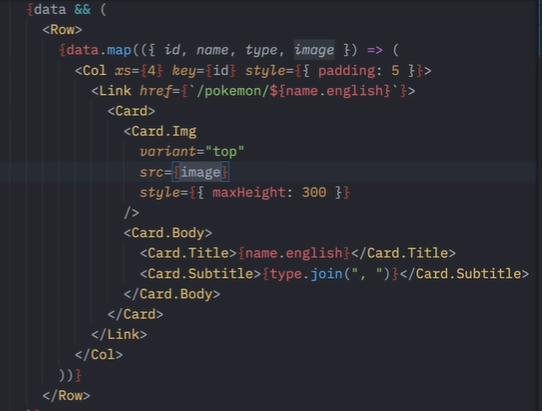 {data && (
<Row>
{data.map(({ id, name, type, image }) => (
<Col xs={4} key={id} style={{ padding: 5 }}>
<Link href={`/pokemon/${name.english}`}>
<Card>
<Card.Img
variant="top"
src={image}
style={{ maxHeight: 300 }}
/>
<Card.Body>
<Card.Title>{name.english}</Card.Title>
<Card.Subtitle>{type.join(", ")}</Card.Subtitle>
</Card.Body>
</Card>
</Link>
</Col>
))}
</Row>